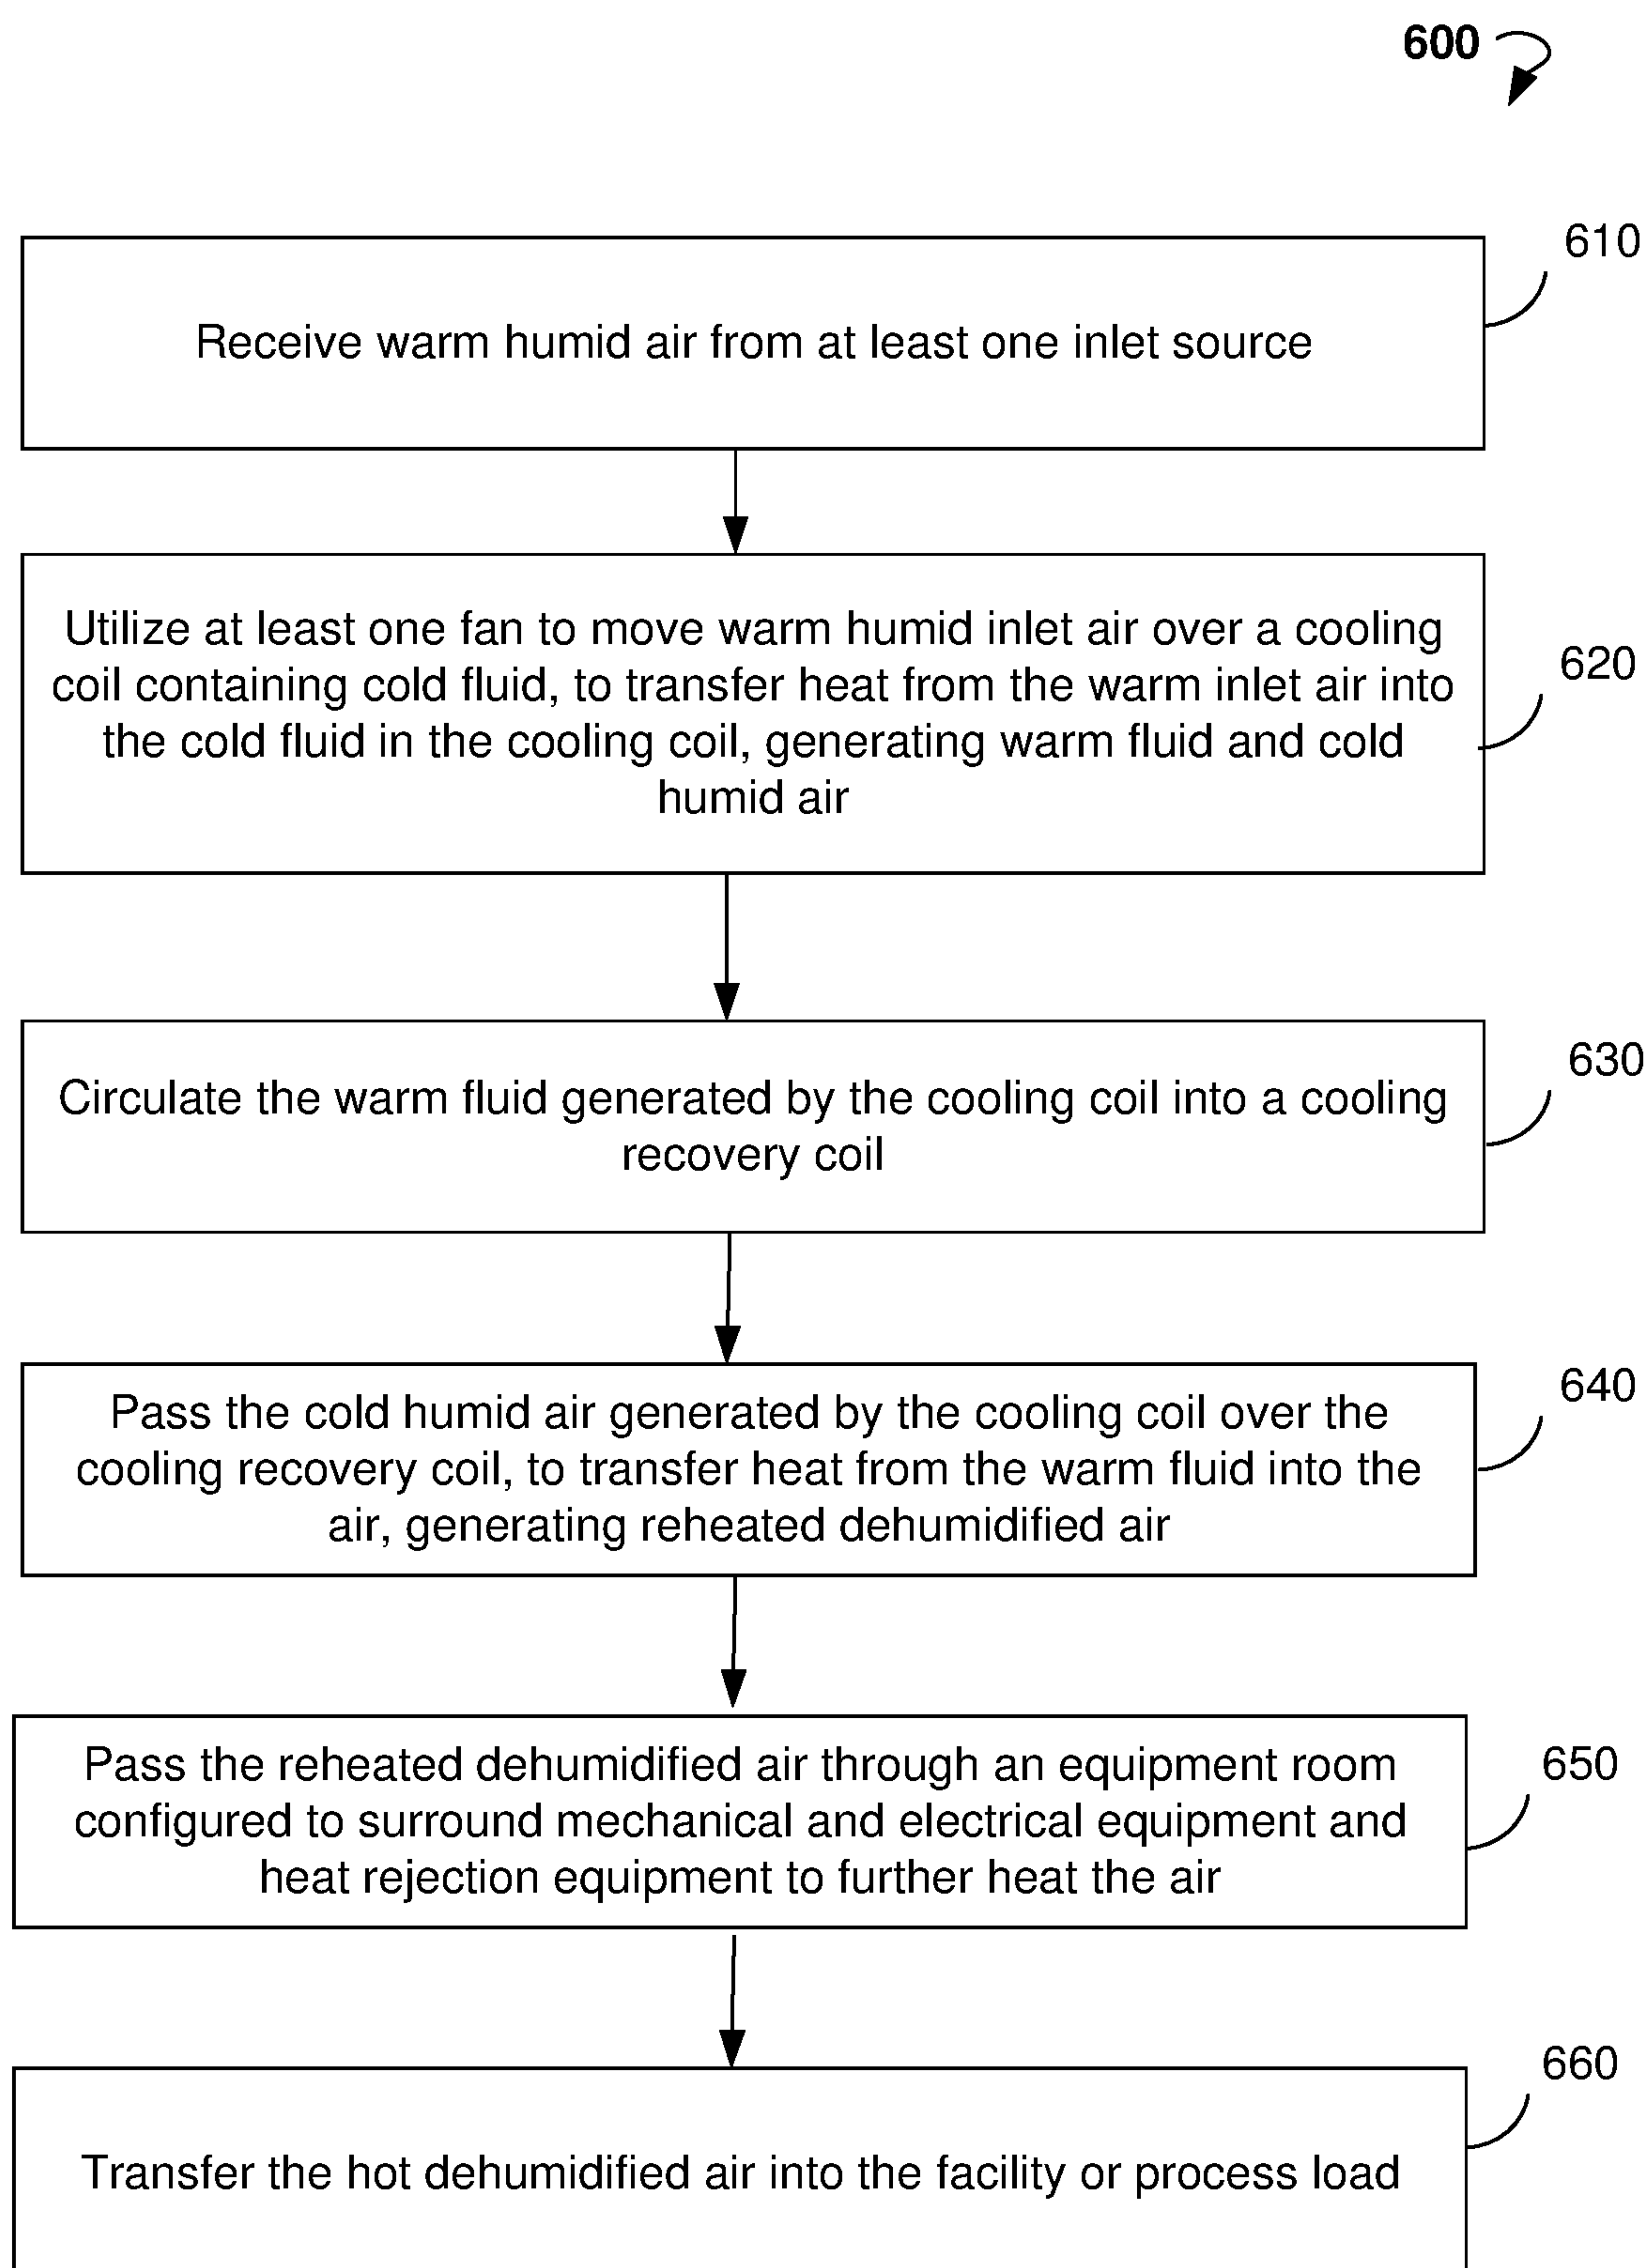 600
610
Receive warm humid air from at least one inlet source
Utilize at least one fan to move warm humid inlet air over a cooling
coil containing cold fluid, to transfer heat from the warm inlet air into
the cold fluid in the cooling coil, generating warm fluid and cold
humid air
620
630
Circulate the warm fluid generated by the cooling coil into a cooling
recovery coil
640
Pass the cold humid air generated by the cooling coil over the
cooling recovery coil, to transfer heat from the warm fluid into the
air, generating reheated dehumidified air
650
Pass the reheated dehumidified air through an equipment room
configured to surround mechanical and electrical equipment and
heat rejection equipment to further heat the air
660
Transfer the hot dehumidified air into the facility or process load